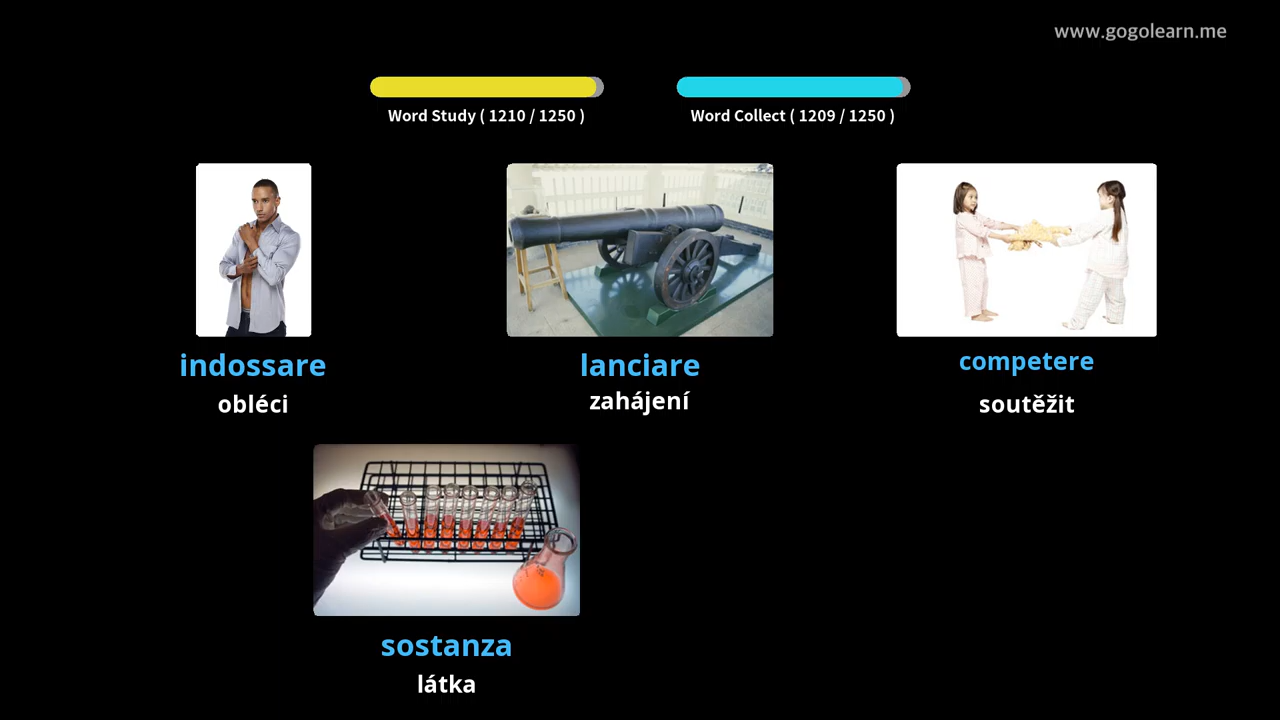 www.gogolearn.me
Word Study ( 1210 / 1250 )
Word Collect ( 1209 / 1250 )
indossare
obléci
lanciare
zahájení
competere
soutěžit
sostanza
látka